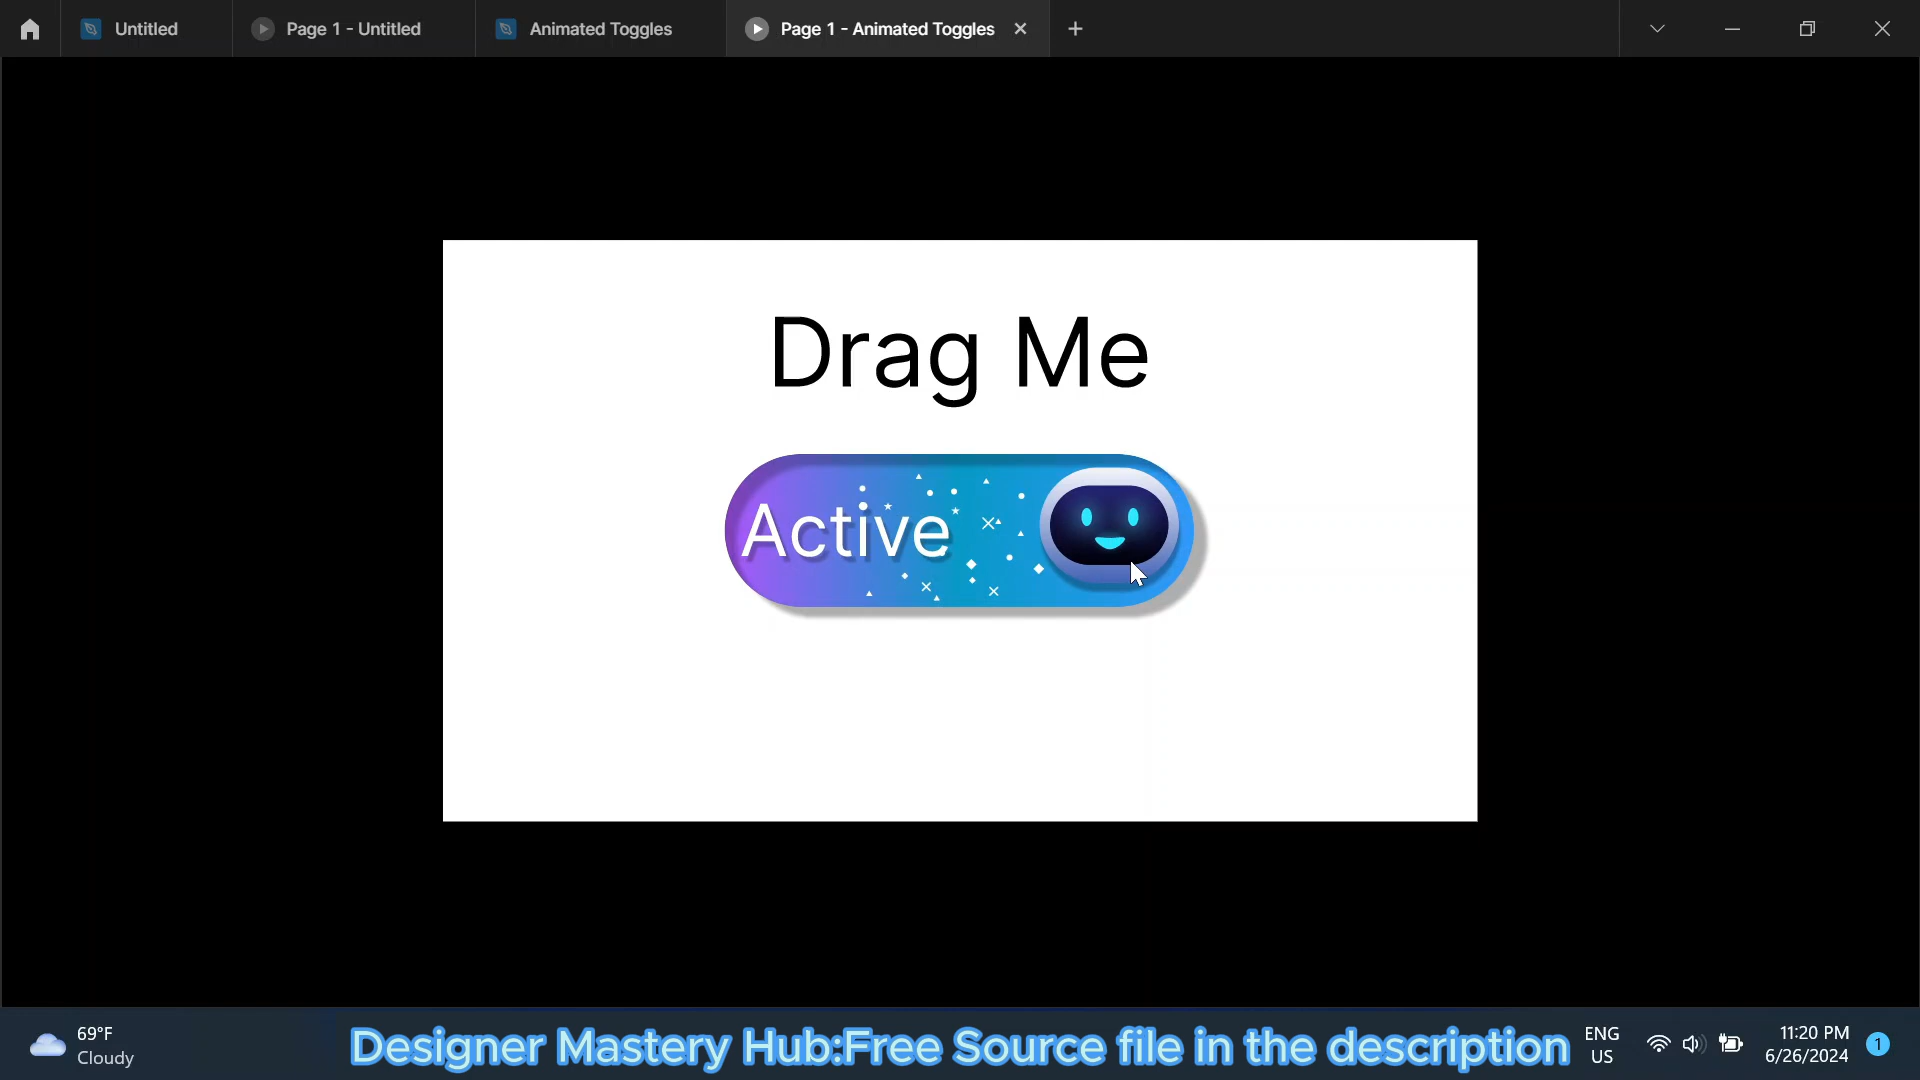 Untitled
Page 1 - Untitled
Animated Toggles
Page 1 - Animated Toggles
Drag Me
Active
69°F
Cloudy
Designer Mastery Hub:Free Source file in the description
ENG
US
11:20 PM
6/26/2024
1